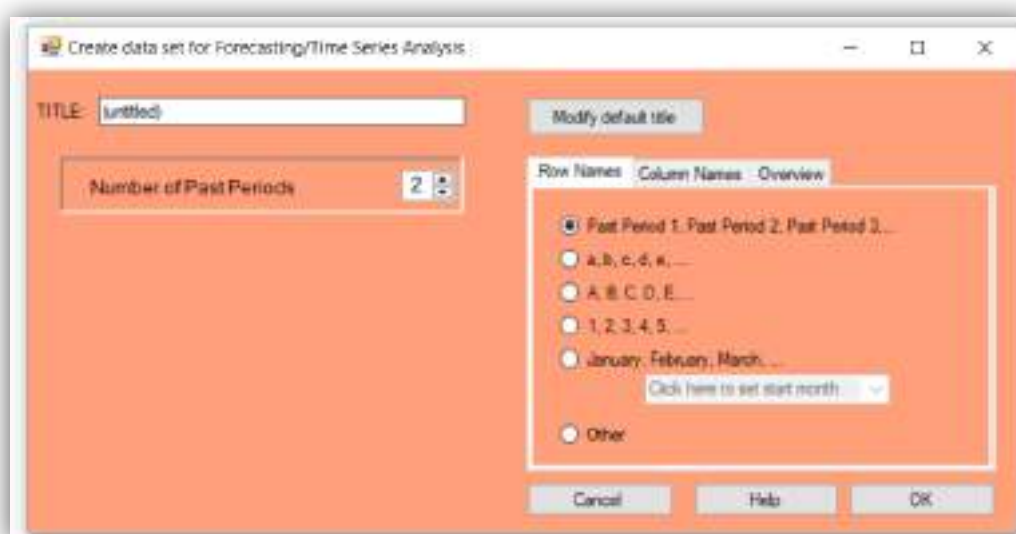 Create data set for Forecasting/Time Series Analysis
TITLE: (untitled)
Modify default title
Number of Past Periods 2
Row Names Column Names Overview
Past Period 1, Past Period 2, Past Period 3,...
a, b, c, d, e, ...
A, B, C, D, E, ...
1, 2, 3, 4, 5, ...
January, February, March, ...
Click here to set start month
Other
Cancel Help OK